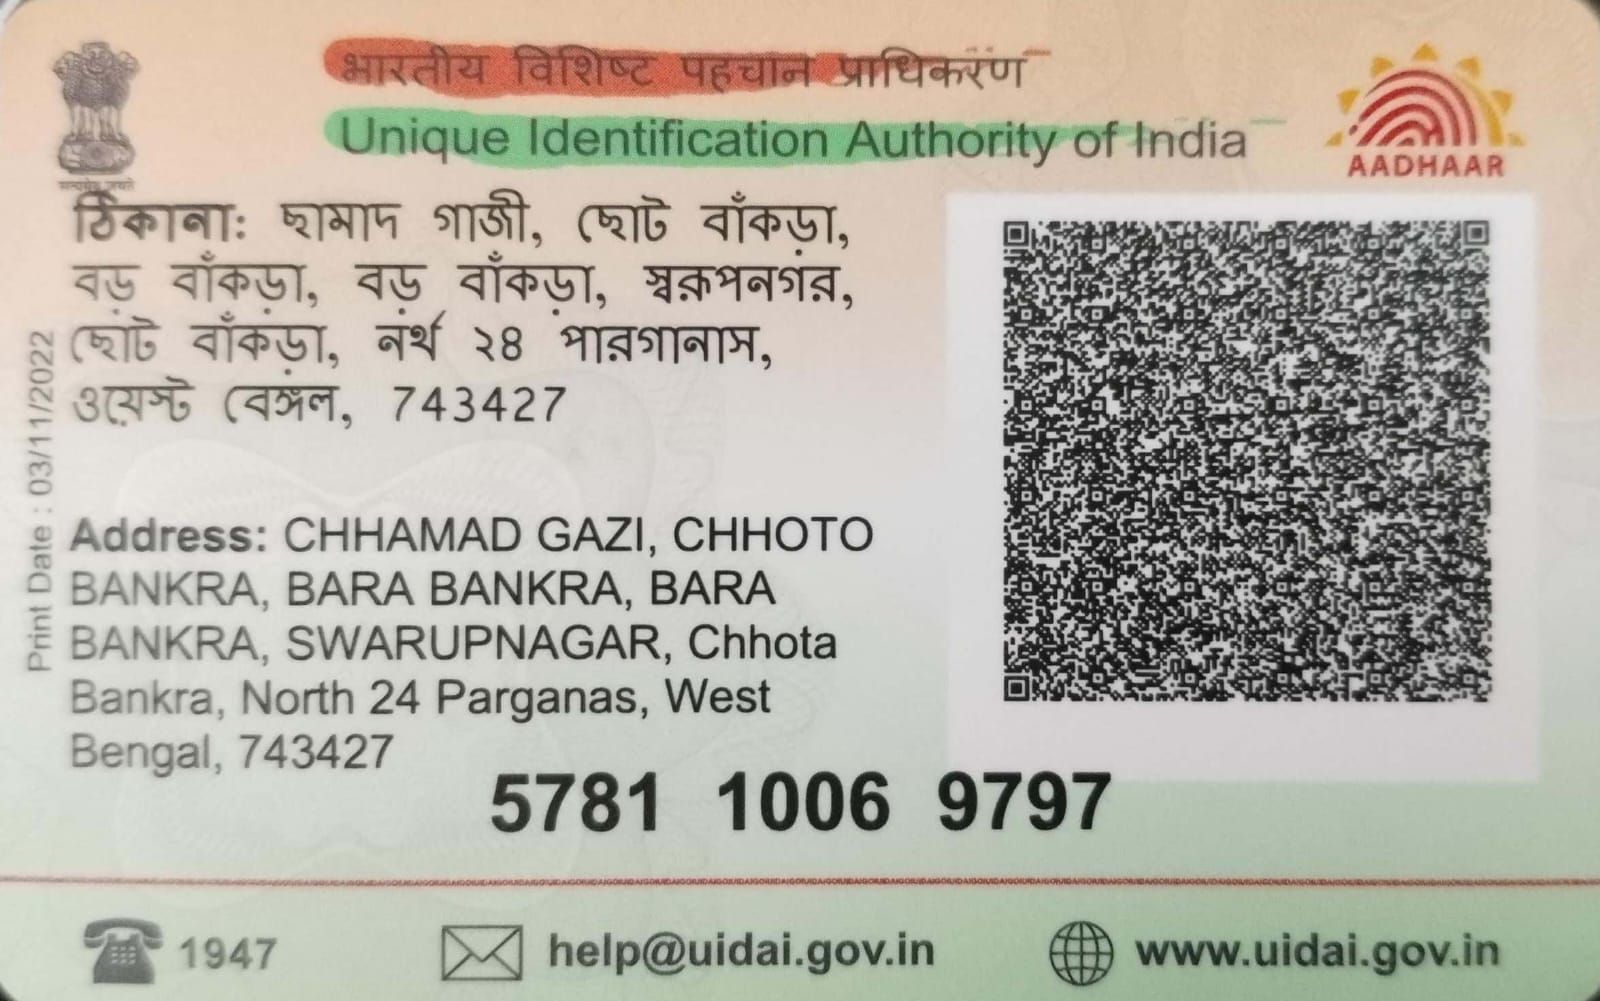 भारतीय विशिष्ट पहचान प्राधिकरण
Unique Identification Authority of India
AADHAAR
सत्यमेव जयते
ঠিকানা: ছামাদ গাজী, ছোট বাঁকড়া,
বড় বাঁকড়া, বড় বাঁকড়া, স্বরূপনগর,
ছোট বাঁকড়া, নর্থ ২৪ পারগানাস,
ওয়েস্ট বেঙ্গল, 743427
Print Date : 03/11/2022
Address: CHHAMAD GAZI, CHHOTO
BANKRA, BARA BANKRA, BARA
BANKRA, SWARUPNAGAR, Chhota
Bankra, North 24 Parganas, West
Bengal, 743427
5781 1006 9797
1947
help@uidai.gov.in
www.uidai.gov.in